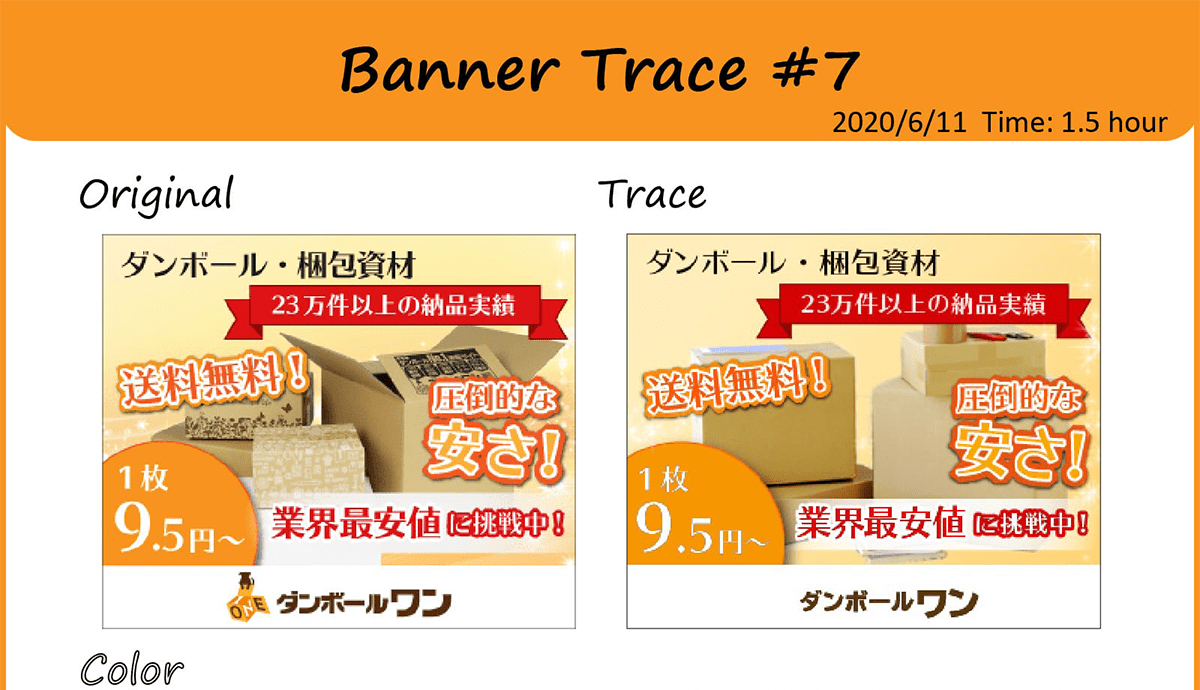 Banner Trace #7
2020/6/11 Time: 1.5 hour
Original
ダンボール・梱包資材
23万件以上の納品実績
送料無料！
圧倒的な
安さ！
1枚
9.5円～
業界最安値に挑戦中！
ONE
ダンボールワン
Trace
ダンボール・梱包資材
23万件以上の納品実績
送料無料！
圧倒的な
安さ！
1枚
9.5円～
業界最安値に挑戦中！
ダンボールワン
Color